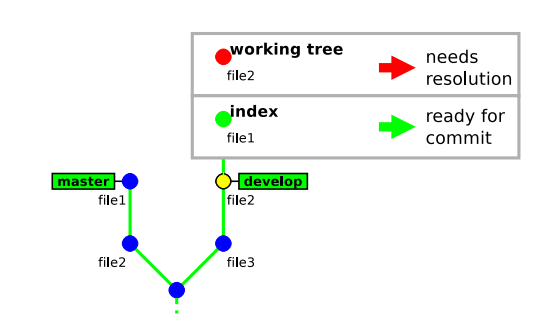 working tree
file2
needs
resolution
index
file1
ready for
commit
master
develop
file1
file2
file2
file3